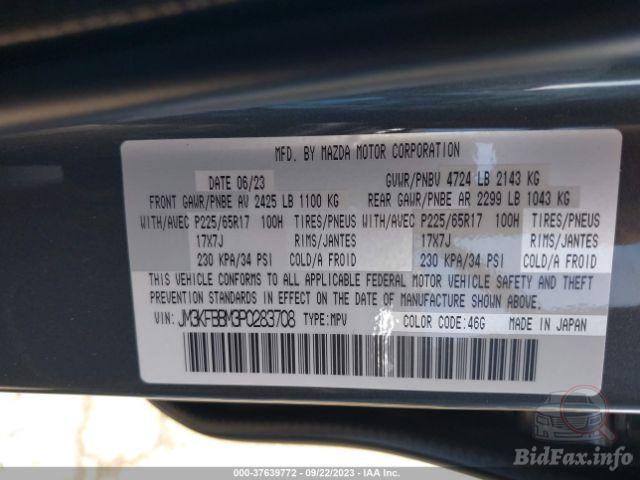 MFD. BY MAZDA MOTOR CORPORATION
DATE 06/23 GVWR/PNBV 4724 LB 2143 KG
FRONT GAWR/PNBE AV 2425 LB 1100 KG REAR GAWR/PNBE AR 2299 LB 1043 KG
WITH/AVEC P225/65R17 100H TIRES/PNEUS WITH/AVEC P225/65R17 100H TIRES/PNEUS
17X7J RIMS/JANTES 17X7J RIMS/JANTES
230 KPA/34 PSI COLD/A FROID 230 KPA/34 PSI COLD/A FROID
THIS VEHICLE CONFORMS TO ALL APPLICABLE FEDERAL MOTOR VEHICLE SAFETY AND THEFT
PREVENTION STANDARDS IN EFFECT ON THE DATE OF MANUFACTURE SHOWN ABOVE.
VIN: JM3KFBBM3P0283708 TYPE:MPV COLOR CODE:46G MADE IN JAPAN
BidFax.info
000-37639772 - 09/22/2023 - IAA Inc.